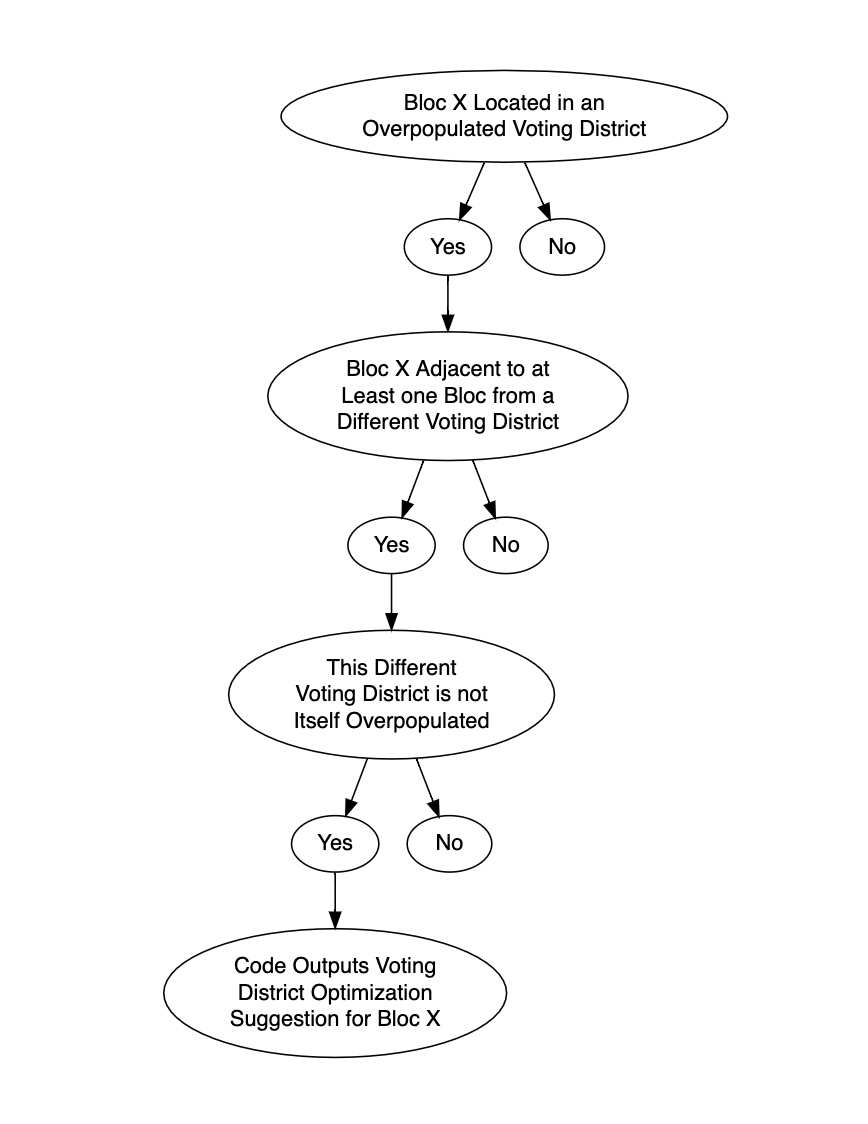 Bloc X Located in an
Overpopulated Voting District
Yes
No
Bloc X Adjacent to at
Least one Bloc from a
Different Voting District
Yes
No
This Different
Voting District is not
Itself Overpopulated
Yes
No
Code Outputs Voting
District Optimization
Suggestion for Bloc X